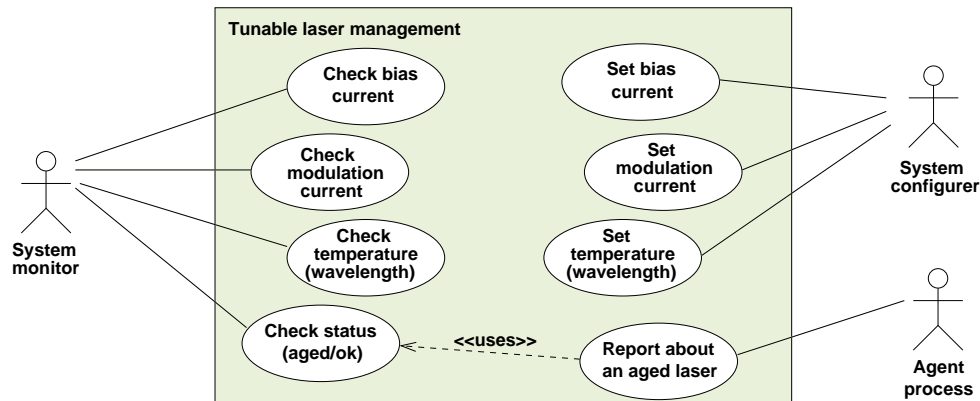 Tunable laser management
Check bias
current
Set bias
current
Check
modulation
current
Set
modulation
current
Check
temperature
(wavelength)
Set
temperature
(wavelength)
Check status
(aged/ok)
<<uses>>
Report about
an aged laser
System
monitor
System
configurer
Agent
process